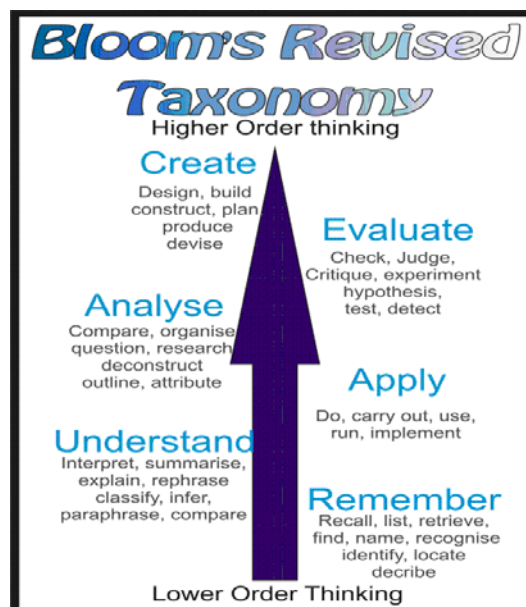 Bloom's Revised
Taxonomy
Higher Order thinking
Create
Design, build
construct, plan
produce
devise
Evaluate
Check, Judge,
Critique, experiment
hypothesis,
test, detect
Analyse
Compare, organise
question, research
deconstruct
outline, attribute
Apply
Do, carry out, use,
run, implement
Understand
Interpret, summarise,
explain, rephrase
classify, infer,
paraphrase, compare
Remember
Recall, list, retrieve,
find, name, recognise
identify, locate
decribe
Lower Order Thinking